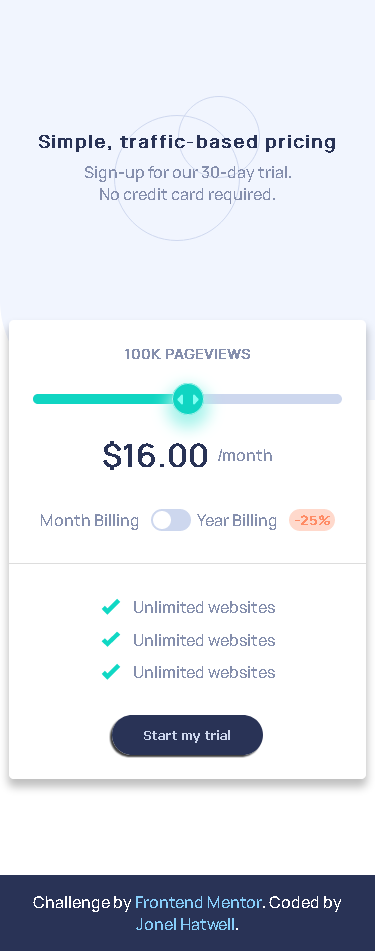 Simple, traffic-based pricing
Sign-up for our 30-day trial.
No credit card required.
100K PAGEVIEWS
$16.00 /month
Month Billing Year Billing -25%
Unlimited websites
Unlimited websites
Unlimited websites
Start my trial
Challenge by Frontend Mentor. Coded by
Jonel Hatwell.